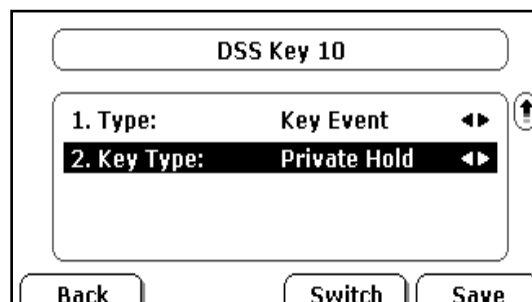 DSS Key 10
1. Type: Key Event
2. Key Type: Private Hold
Back Switch Save